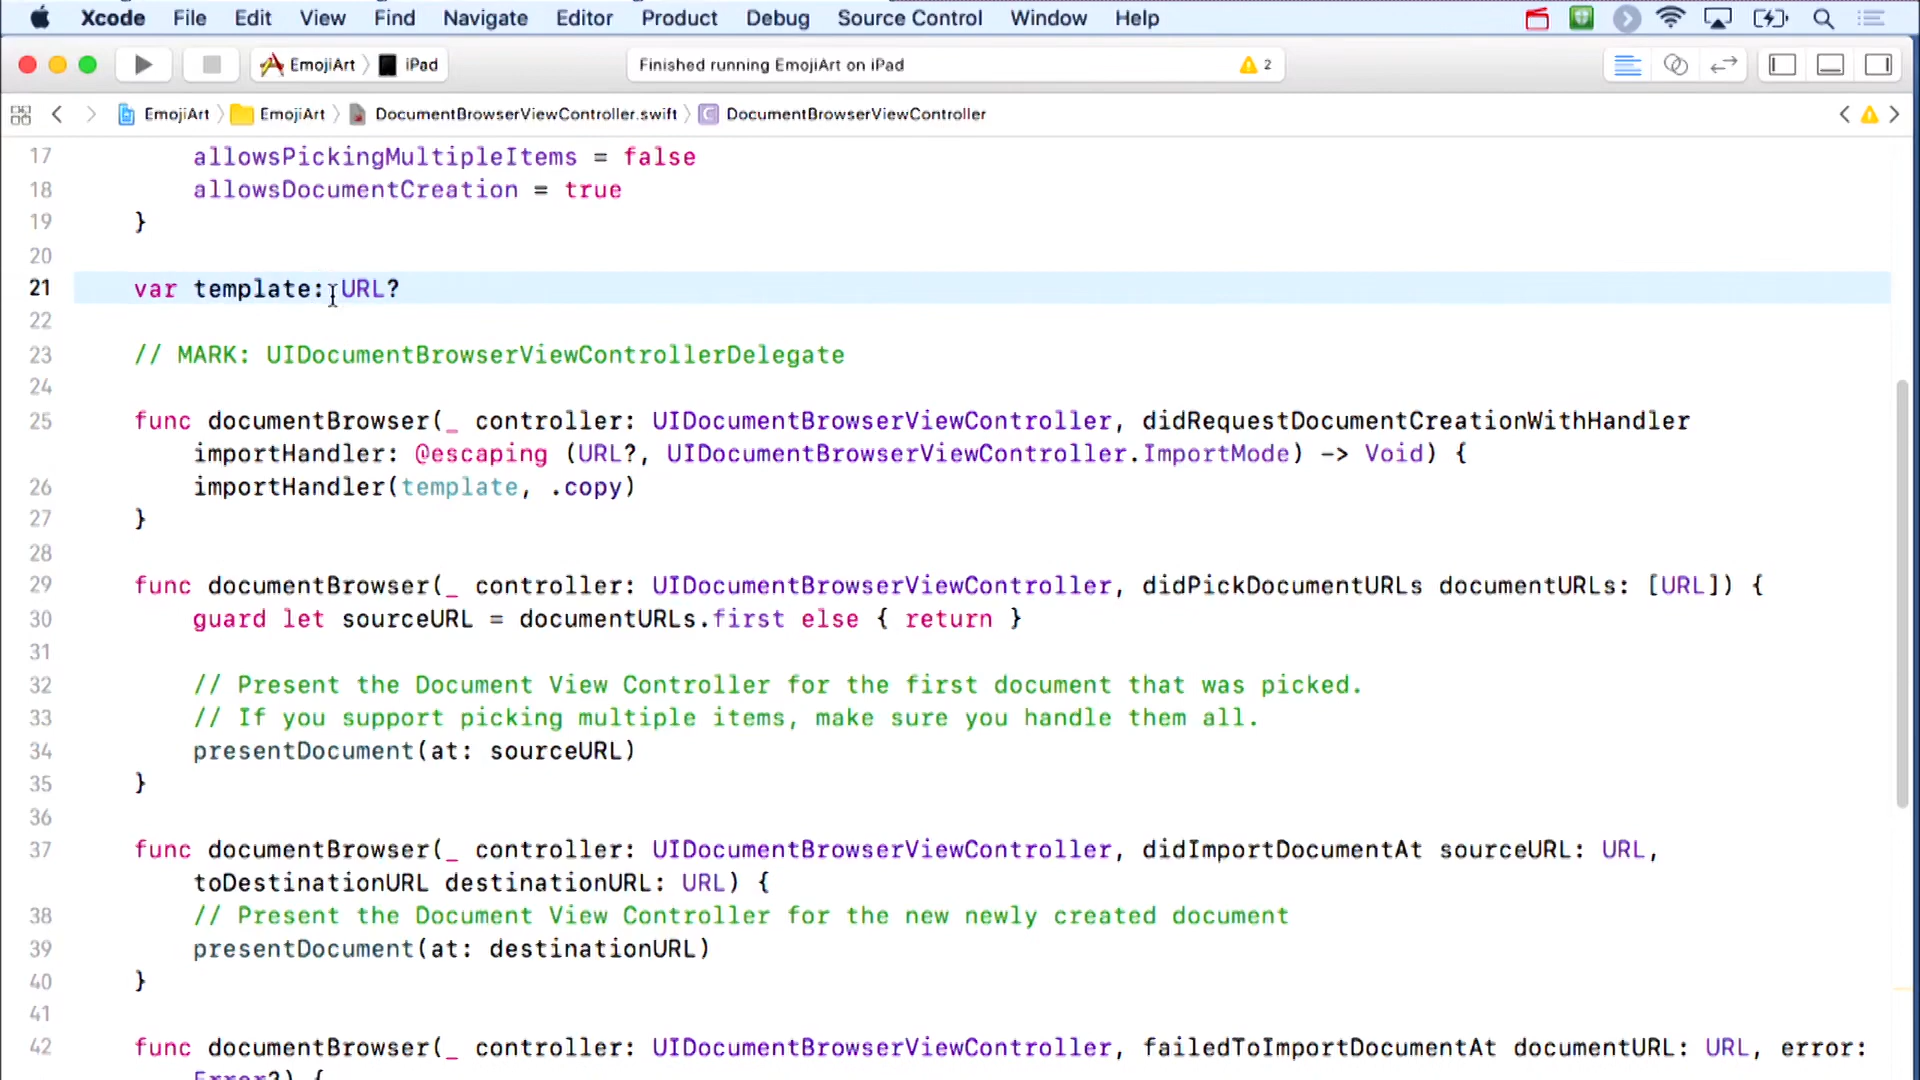 Xcode File Edit View Find Navigate Editor Product Debug Source Control Window Help
EmojiArt iPad Finished running EmojiArt on iPad 2
EmojiArt EmojiArt DocumentBrowserViewController.swift C DocumentBrowserViewController
17 allowsPickingMultipleItems = false
18 allowsDocumentCreation = true
19 }
20
21 var template: URL?
22
23 // MARK: UIDocumentBrowserViewControllerDelegate
24
25 func documentBrowser(_ controller: UIDocumentBrowserViewController, didRequestDocumentCreationWithHandler
importHandler: @escaping (URL?, UIDocumentBrowserViewController.ImportMode) -> Void) {
26 importHandler(template, .copy)
27 }
28
29 func documentBrowser(_ controller: UIDocumentBrowserViewController, didPickDocumentURLs documentURLs: [URL]) {
30 guard let sourceURL = documentURLs.first else { return }
31
32 // Present the Document View Controller for the first document that was picked.
33 // If you support picking multiple items, make sure you handle them all.
34 presentDocument(at: sourceURL)
35 }
36
37 func documentBrowser(_ controller: UIDocumentBrowserViewController, didImportDocumentAt sourceURL: URL,
toDestinationURL destinationURL: URL) {
38 // Present the Document View Controller for the new newly created document
39 presentDocument(at: destinationURL)
40 }
41
42 func documentBrowser(_ controller: UIDocumentBrowserViewController, failedToImportDocumentAt documentURL: URL, error:
Error?) {